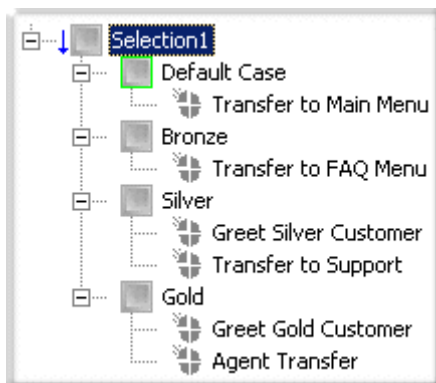 Selection1
Default Case
Transfer to Main Menu
Bronze
Transfer to FAQ Menu
Silver
Greet Silver Customer
Transfer to Support
Gold
Greet Gold Customer
Agent Transfer